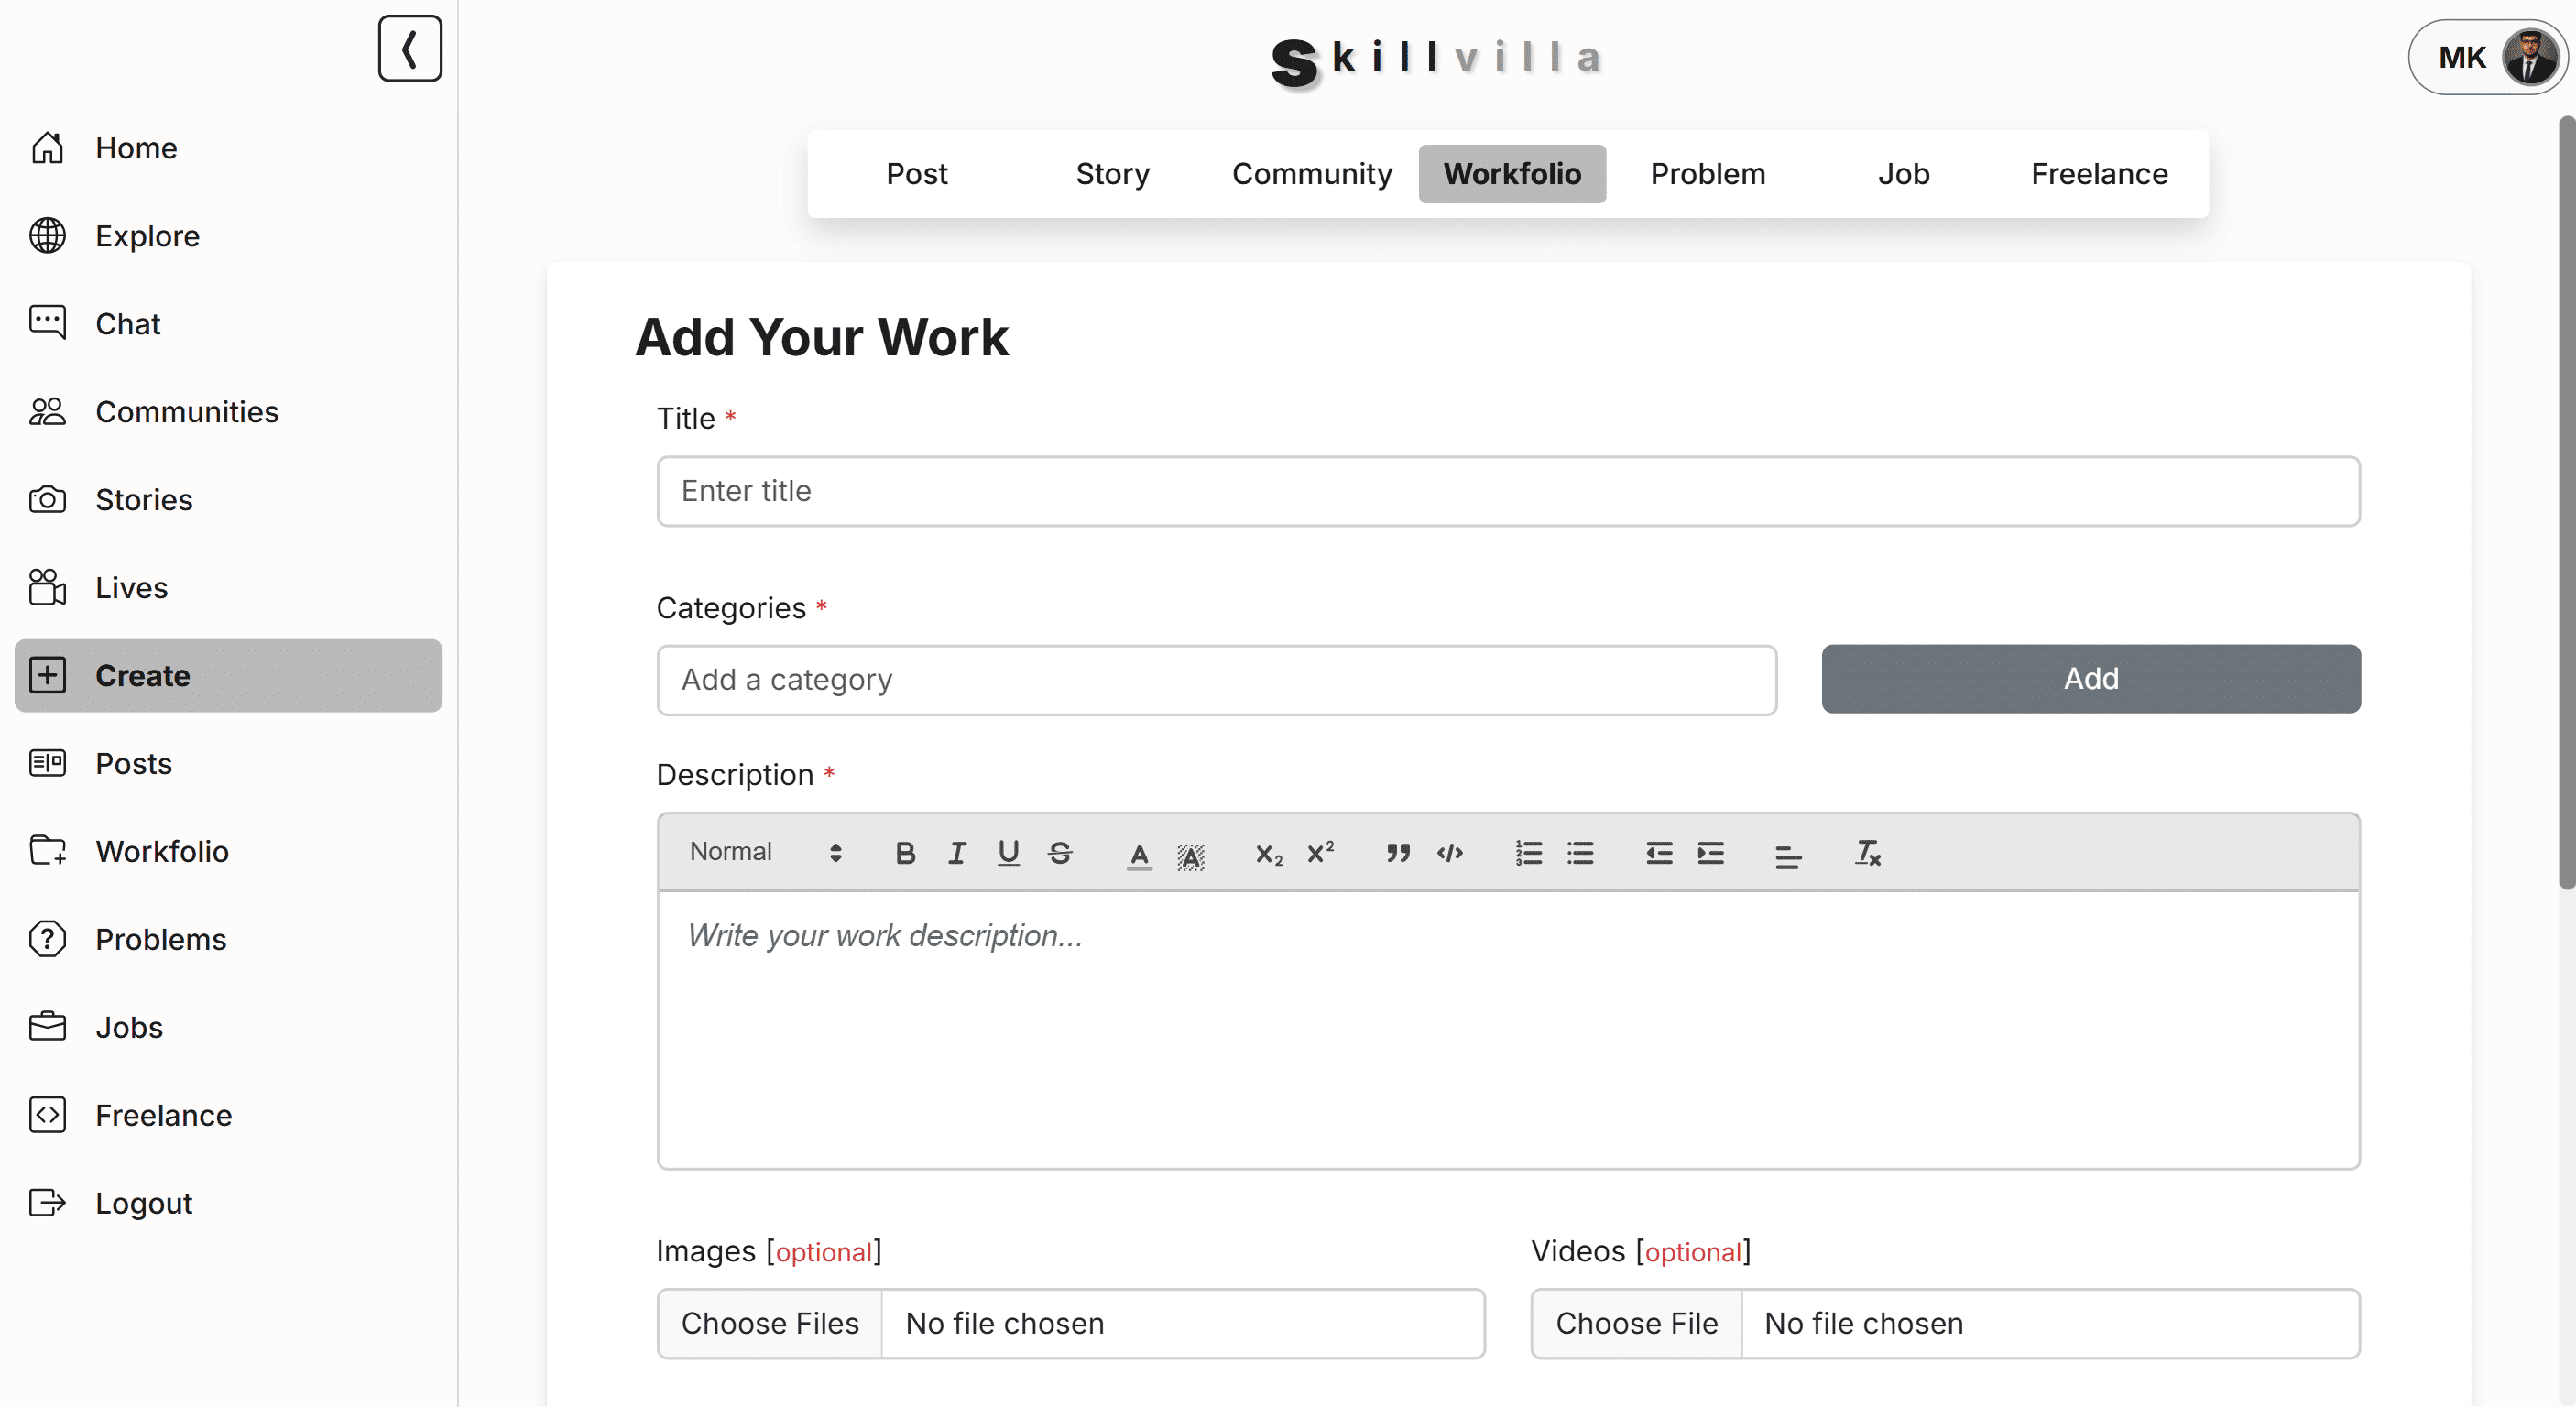 Skillvilla
MK
Home
Explore
Chat
Communities
Stories
Lives
Create
Posts
Workfolio
Problems
Jobs
Freelance
Logout
Post Story Community Workfolio Problem Job Freelance
Add Your Work
Title *
Enter title
Categories *
Add a category
Add
Description *
Normal
Write your work description...
Images [optional]
Choose Files No file chosen
Videos [optional]
Choose File No file chosen